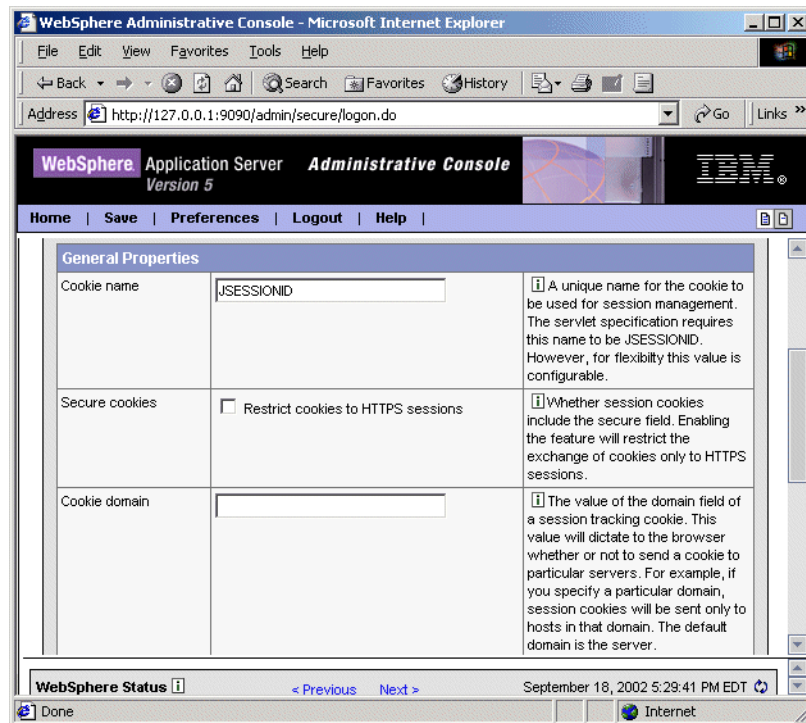 WebSphere Administrative Console - Microsoft Internet Explorer
File Edit View Favorites Tools Help
Back Search Favorites History
Address http://127.0.0.1:9090/admin/secure/logon.do Go Links »
WebSphere. Application Server Administrative Console
Version 5
IBM®
Home | Save | Preferences | Logout | Help |
General Properties
Cookie name
JSESSIONID
i A unique name for the cookie to
be used for session management.
The servlet specification requires
this name to be JSESSIONID.
However, for flexibilty this value is
configurable.
Secure cookies
Restrict cookies to HTTPS sessions
i Whether session cookies
include the secure field. Enabling
the feature will restrict the
exchange of cookies only to HTTPS
sessions.
Cookie domain
i The value of the domain field of
a session tracking cookie. This
value will dictate to the browser
whether or not to send a cookie to
particular servers. For example, if
you specify a particular domain,
session cookies will be sent only to
hosts in that domain. The default
domain is the server.
WebSphere Status i < Previous Next > September 18, 2002 5:29:41 PM EDT
Done Internet